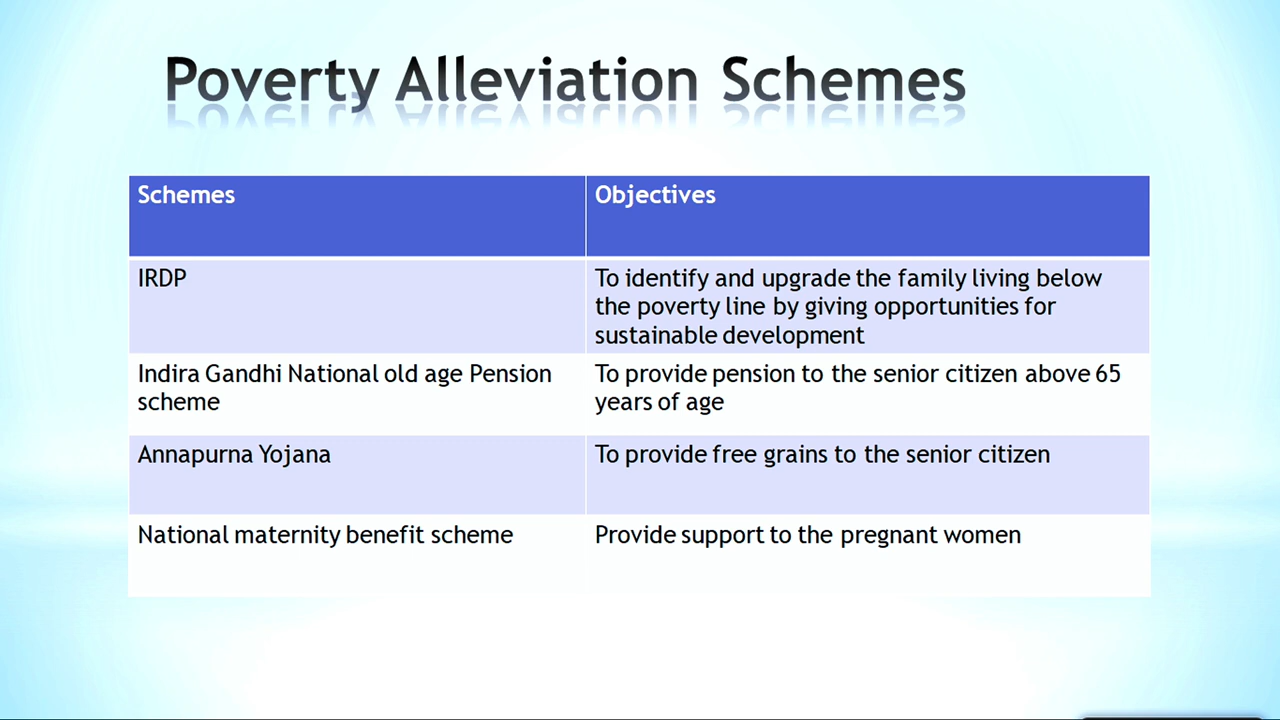 Poverty Alleviation Schemes
Schemes
Objectives
IRDP
To identify and upgrade the family living below
the poverty line by giving opportunities for
sustainable development
Indira Gandhi National old age Pension
scheme
To provide pension to the senior citizen above 65
years of age
Annapurna Yojana
To provide free grains to the senior citizen
National maternity benefit scheme
Provide support to the pregnant women